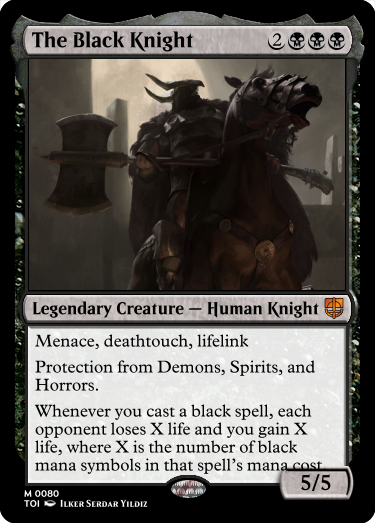 The Black Knight 2
Legendary Creature — Human Knight
Menace, deathtouch, lifelink
Protection from Demons, Spirits, and
Horrors.
Whenever you cast a black spell, each
opponent loses X life and you gain X
life, where X is the number of black
mana symbols in that spell's mana cost
5/5
M 0080
TOI ILKER SERDAR YILDIZ